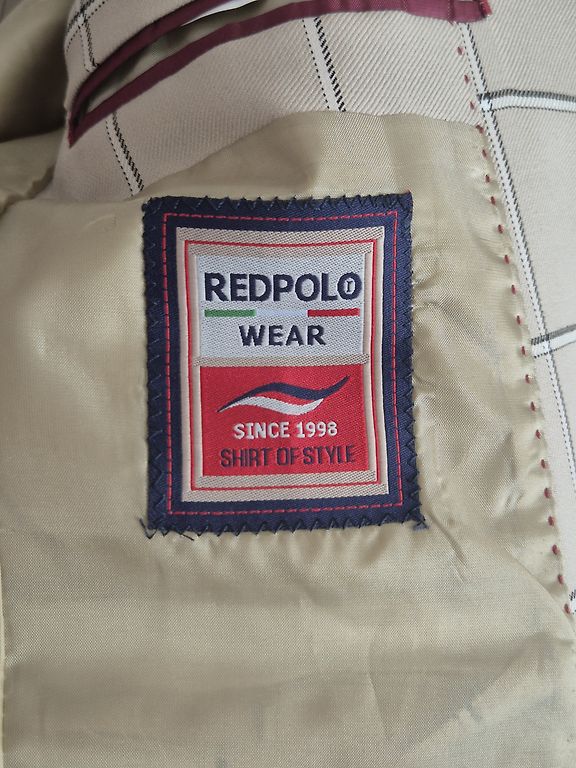 REDPOLO
WEAR
SINCE 1998
SHIRT OF STYLE